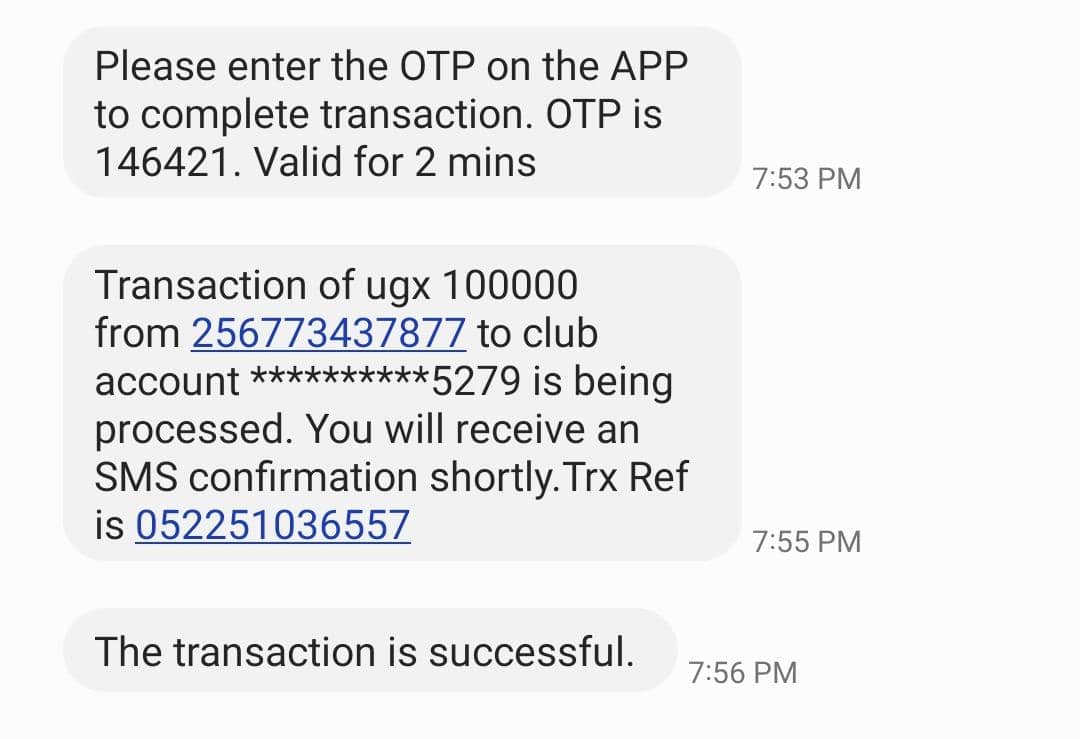 Please enter the OTP on the APP
to complete transaction. OTP is
146421. Valid for 2 mins
7:53 PM
Transaction of ugx 100000
from 256773437877 to club
account **********5279 is being
processed. You will receive an
SMS confirmation shortly.Trx Ref
is 052251036557
7:55 PM
The transaction is successful.
7:56 PM